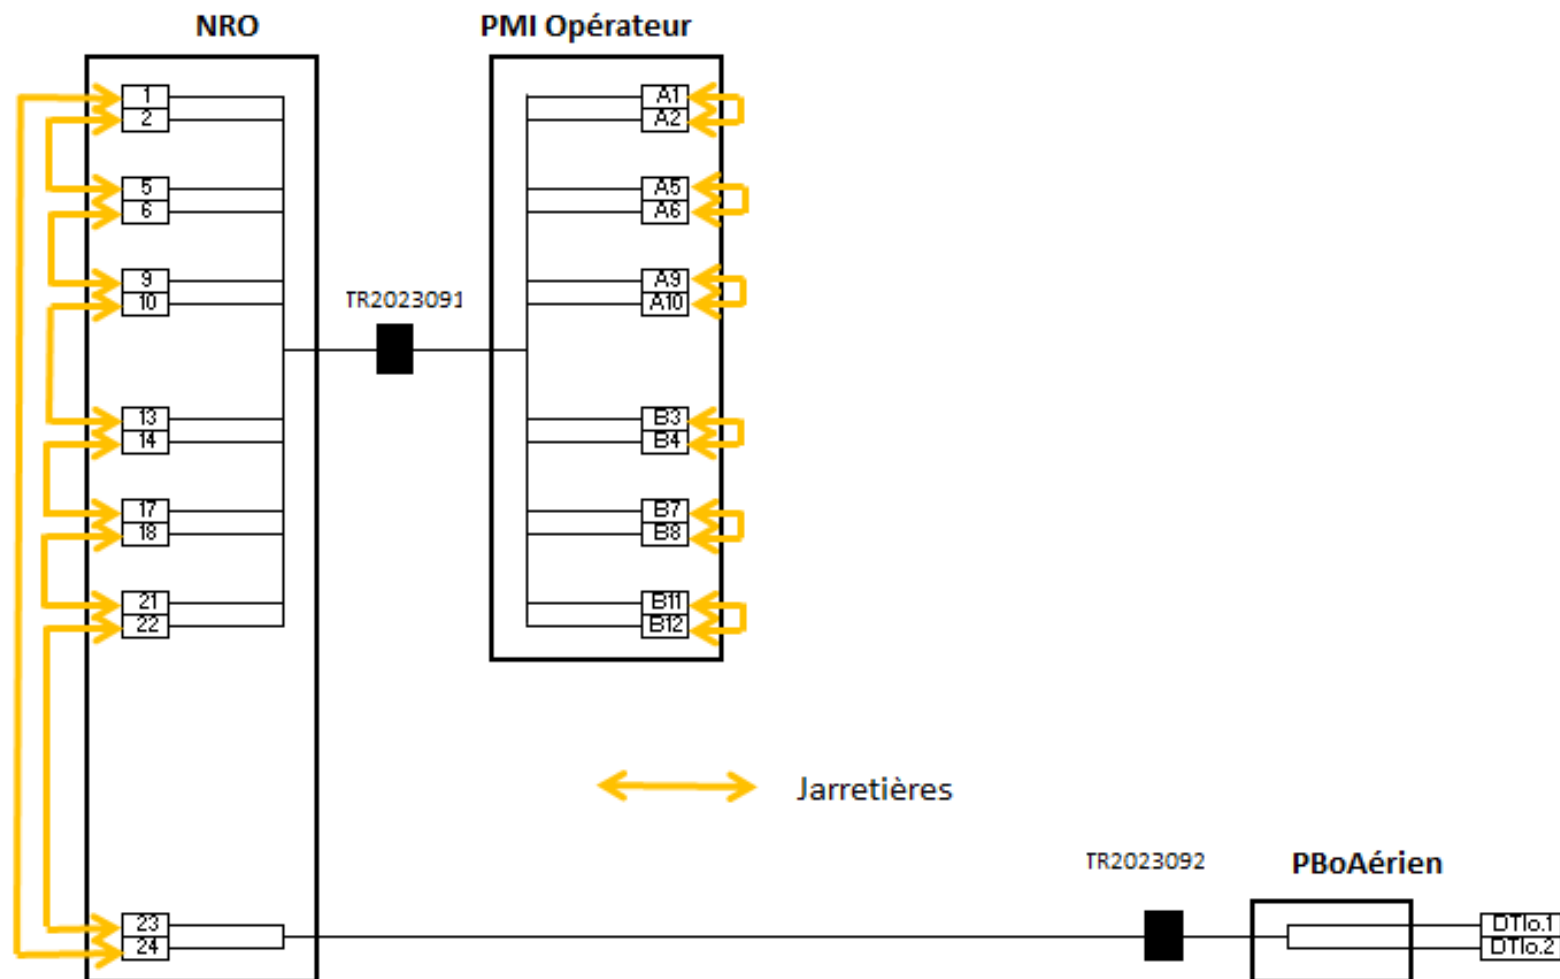 NRO
PMI Opérateur
1
2
5
6
9
10
13
14
17
18
21
22
23
24
TR2023091
A1
A2
A5
A6
A9
A10
B3
B4
B7
B8
B11
B12
Jarretières
TR2023092
PBoAérien
DTIo.1
DTIo.2